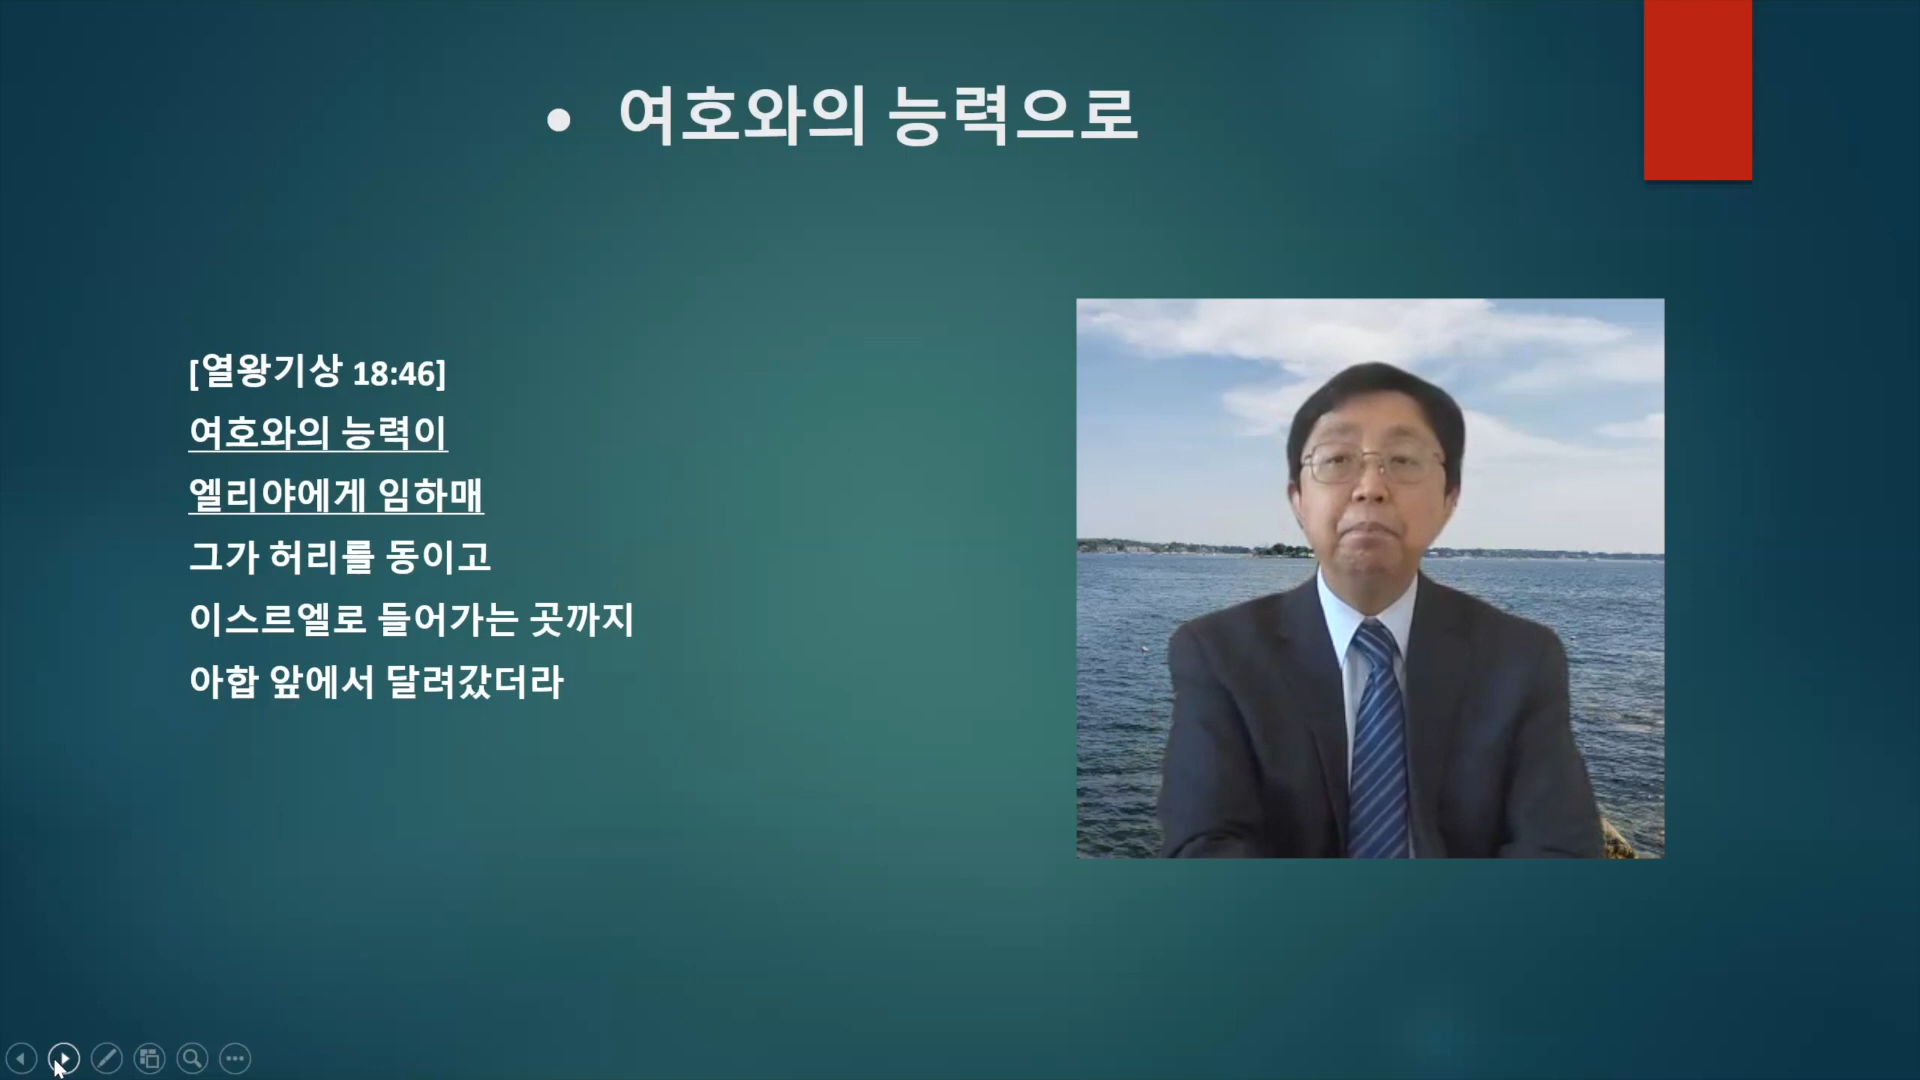 • 여호와의 능력으로
[열왕기상 18:46]
여호와의 능력이
엘리야에게 임하매
그가 허리를 동이고
이스르엘로 들어가는 곳까지
아합 앞에서 달려갔더라